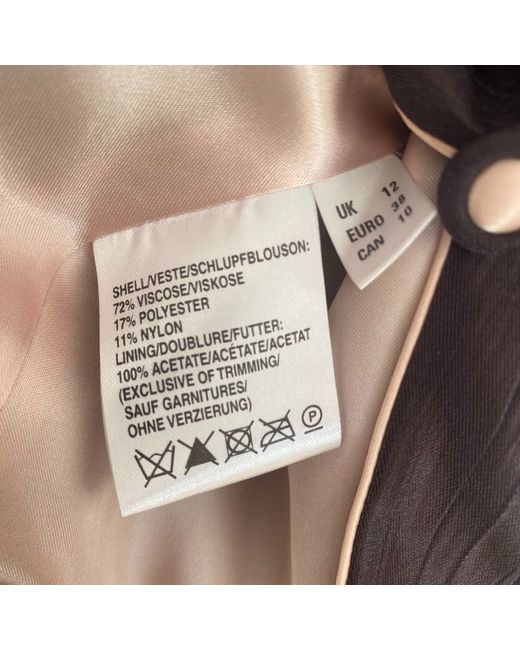 SHELL/VESTE/SCHLUPFBLOUSON:
72% VISCOSE/VISKOSE
17% POLYESTER
11% NYLON
LINING/DOUBLURE/FUTTER:
100% ACETATE/ACÉTATE/ACETAT
(EXCLUSIVE OF TRIMMING/
SAUF GARNITURES/
OHNE VERZIERUNG)
P
UK 12
EURO 38
CAN 10